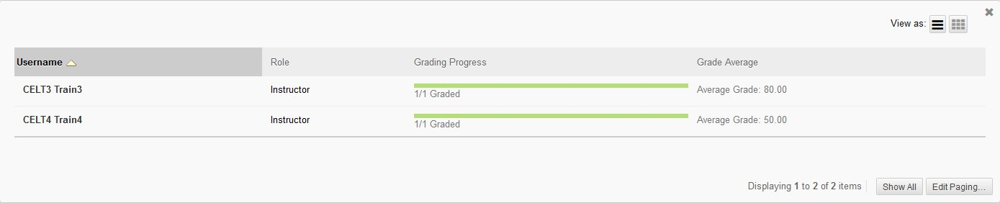 View as:
Username Role Grading Progress Grade Average
CELT3 Train3 Instructor 1/1 Graded Average Grade: 80.00
CELT4 Train4 Instructor 1/1 Graded Average Grade: 50.00
Displaying 1 to 2 of 2 items Show All Edit Paging...